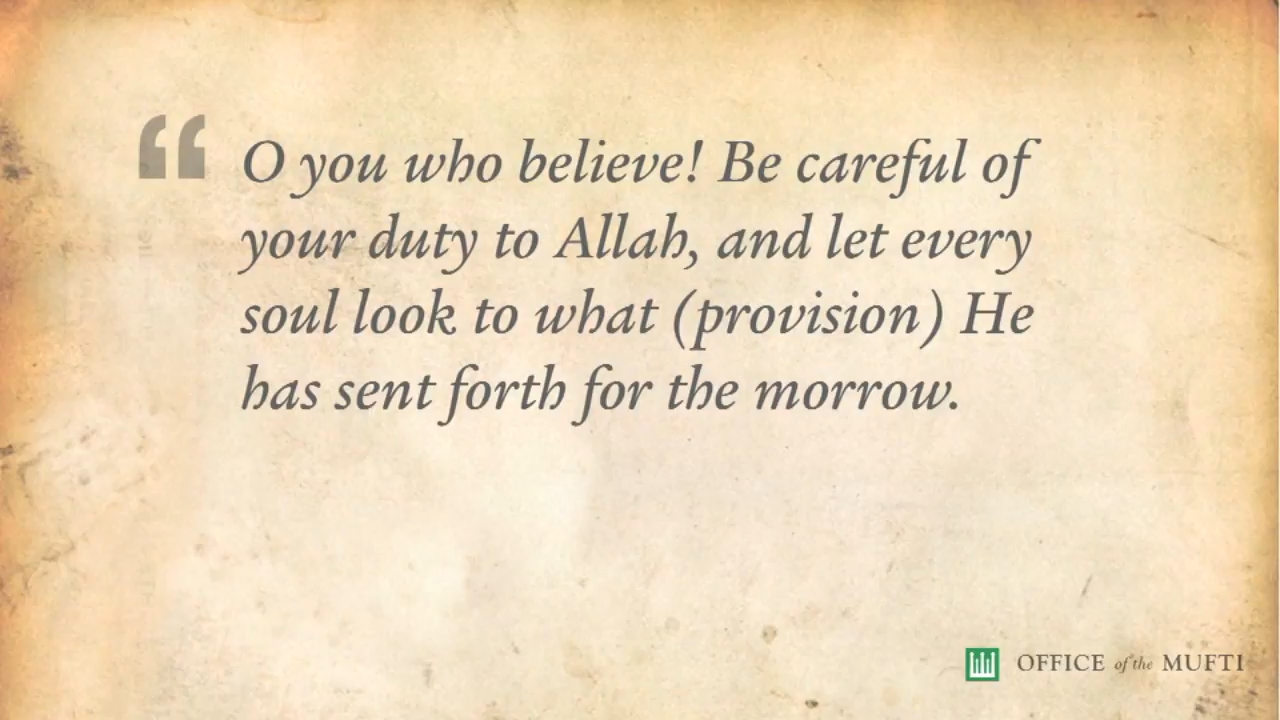 “ O you who believe! Be careful of
your duty to Allah, and let every
soul look to what (provision) He
has sent forth for the morrow.
OFFICE of the MUFTI